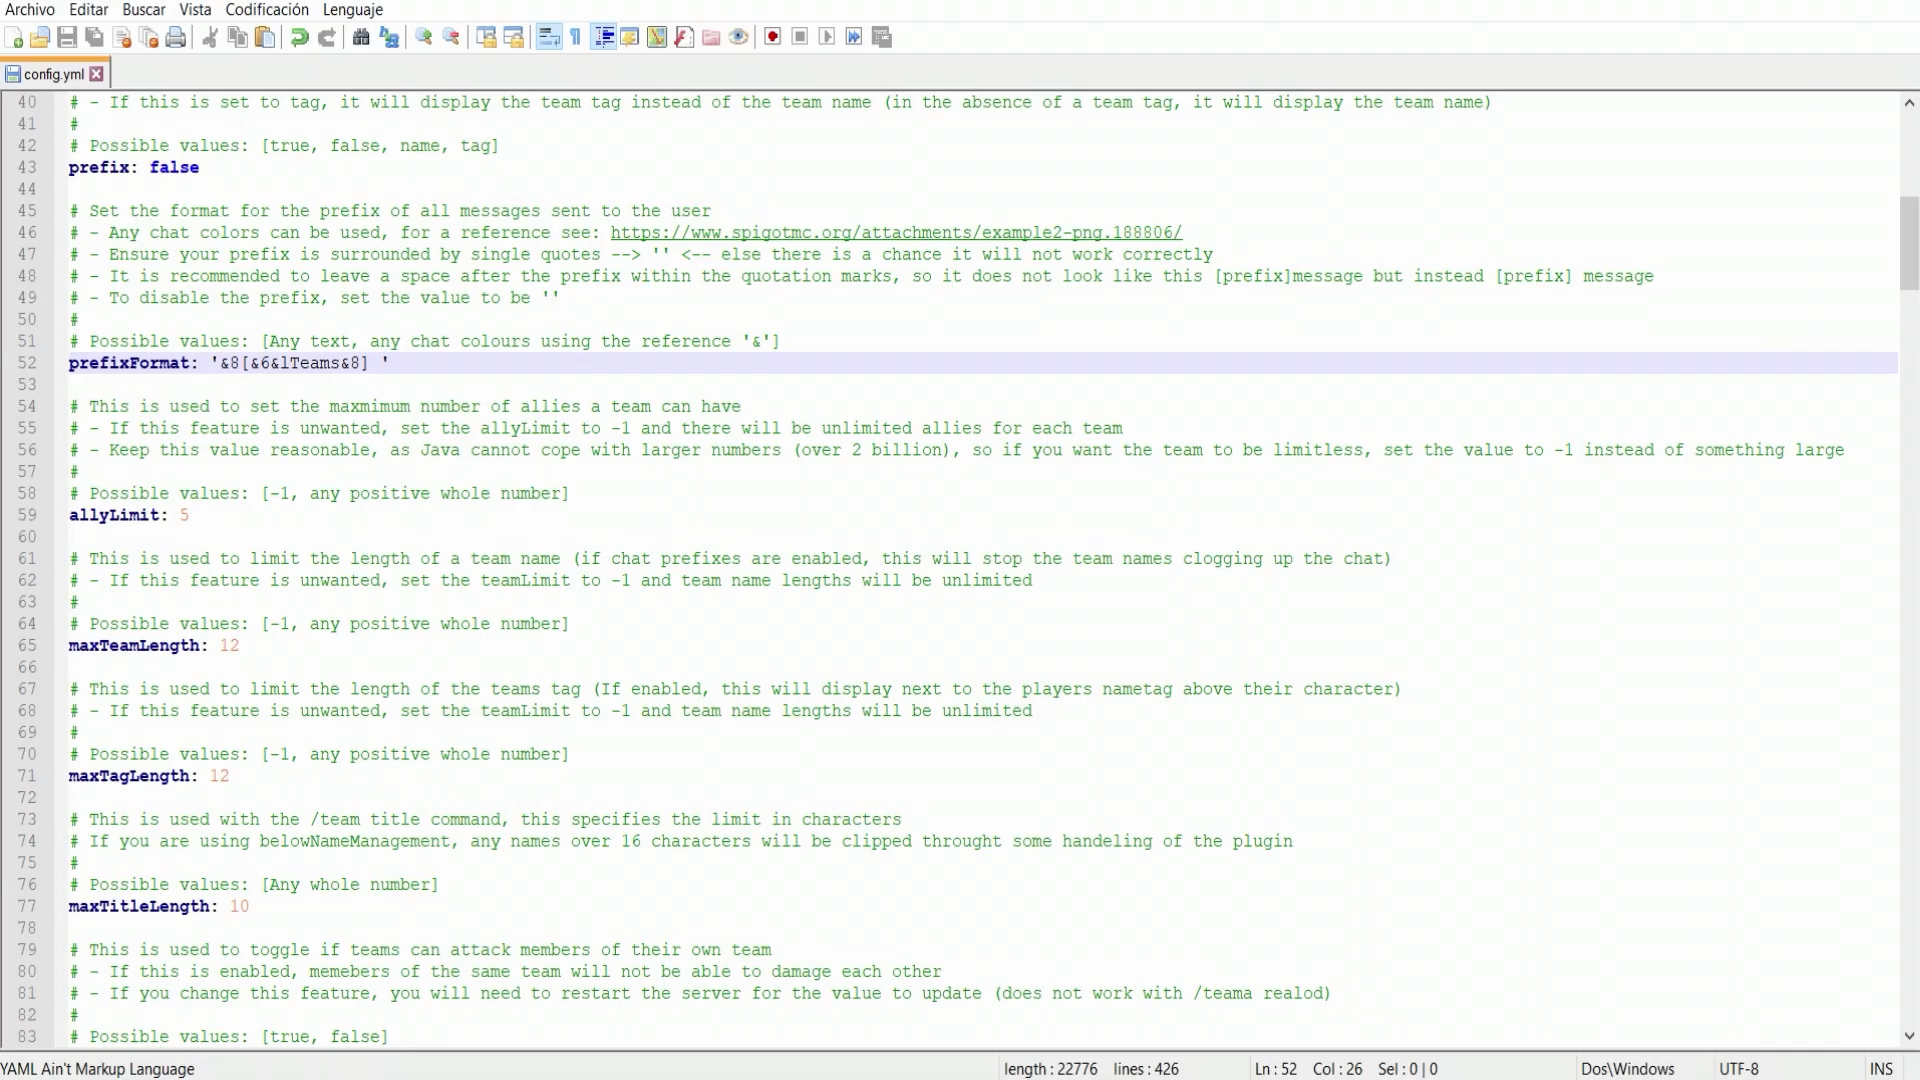 Archivo Editar Buscar Vista Codificación Lenguaje
config.yml
40 # - If this is set to tag, it will display the team tag instead of the team name (in the absence of a team tag, it will display the team name)
41 #
42 # Possible values: [true, false, name, tag]
43 prefix: false
44
45 # Set the format for the prefix of all messages sent to the user
46 # - Any chat colors can be used, for a reference see: https://www.spigotmc.org/attachments/example2-png.188806/
47 # - Ensure your prefix is surrounded by single quotes --> '' <-- else there is a chance it will not work correctly
48 # - It is recommended to leave a space after the prefix within the quotation marks, so it does not look like this [prefix]message but instead [prefix] message
49 # - To disable the prefix, set the value to be ''
50 #
51 # Possible values: [Any text, any chat colours using the reference '&']
52 prefixFormat: '&8[&6&lTeams&8] '
53
54 # This is used to set the maxmimum number of allies a team can have
55 # - If this feature is unwanted, set the allyLimit to -1 and there will be unlimited allies for each team
56 # - Keep this value reasonable, as Java cannot cope with larger numbers (over 2 billion), so if you want the team to be limitless, set the value to -1 instead of something large
57 #
58 # Possible values: [-1, any positive whole number]
59 allyLimit: 5
60
61 # This is used to limit the length of a team name (if chat prefixes are enabled, this will stop the team names clogging up the chat)
62 # - If this feature is unwanted, set the teamLimit to -1 and team name lengths will be unlimited
63 #
64 # Possible values: [-1, any positive whole number]
65 maxTeamLength: 12
66
67 # This is used to limit the length of the teams tag (If enabled, this will display next to the players nametag above their character)
68 # - If this feature is unwanted, set the teamLimit to -1 and team name lengths will be unlimited
69 #
70 # Possible values: [-1, any positive whole number]
71 maxTagLength: 12
72
73 # This is used with the /team title command, this specifies the limit in characters
74 # If you are using belowNameManagement, any names over 16 characters will be clipped throught some handeling of the plugin
75 #
76 # Possible values: [Any whole number]
77 maxTitleLength: 10
78
79 # This is used to toggle if teams can attack members of their own team
80 # - If this is enabled, memebers of the same team will not be able to damage each other
81 # - If you change this feature, you will need to restart the server for the value to update (does not work with /teama realod)
82 #
83 # Possible values: [true, false]
YAML Ain't Markup Language length : 22776 lines : 426 Ln : 52 Col : 26 Sel : 0 | 0 Dos\Windows UTF-8 INS